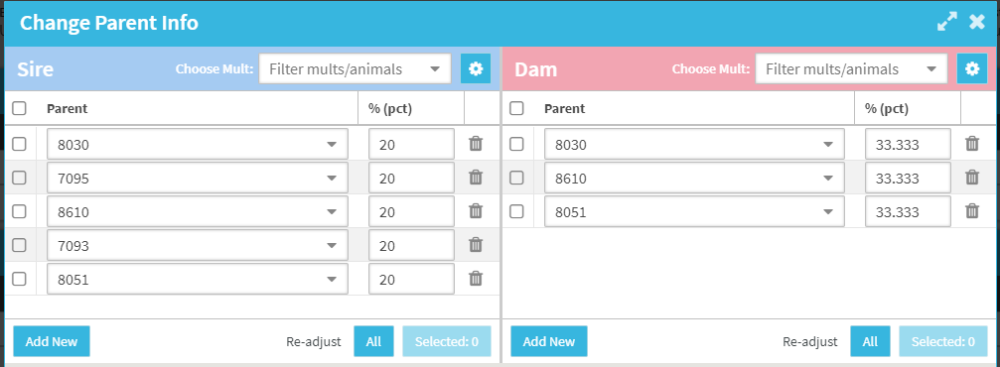 Change Parent Info
Sire Choose Mult: Filter mults/animals
Dam Choose Mult: Filter mults/animals
Parent % (pct)
8030 20
7095 20
8610 20
7093 20
8051 20
Parent % (pct)
8030 33.333
8610 33.333
8051 33.333
Add New Re-adjust All Selected: 0
Add New Re-adjust All Selected: 0